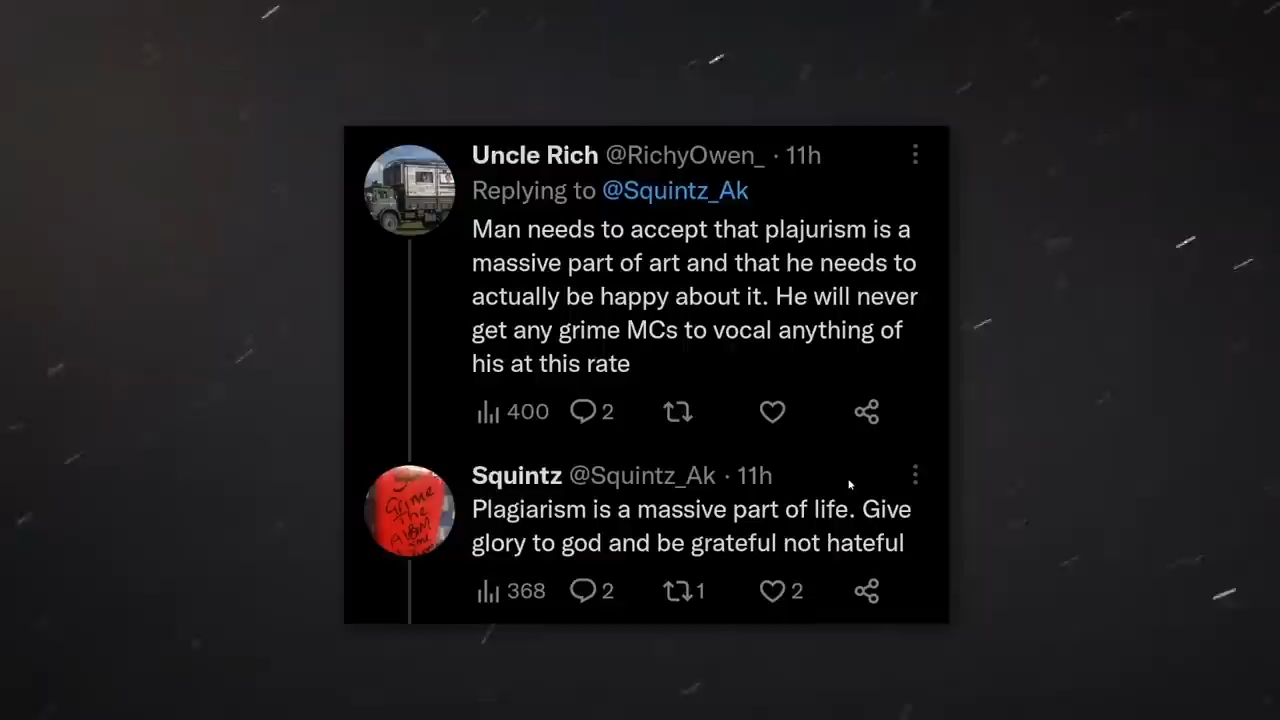 Uncle Rich @RichyOwen_ · 11h
Replying to @Squintz_Ak
Man needs to accept that plajurism is a
massive part of art and that he needs to
actually be happy about it. He will never
get any grime MCs to vocal anything of
his at this rate
400 2
Squintz @Squintz_Ak · 11h
Plagiarism is a massive part of life. Give
glory to god and be grateful not hateful
368 2 1 2
Grime
The
Album